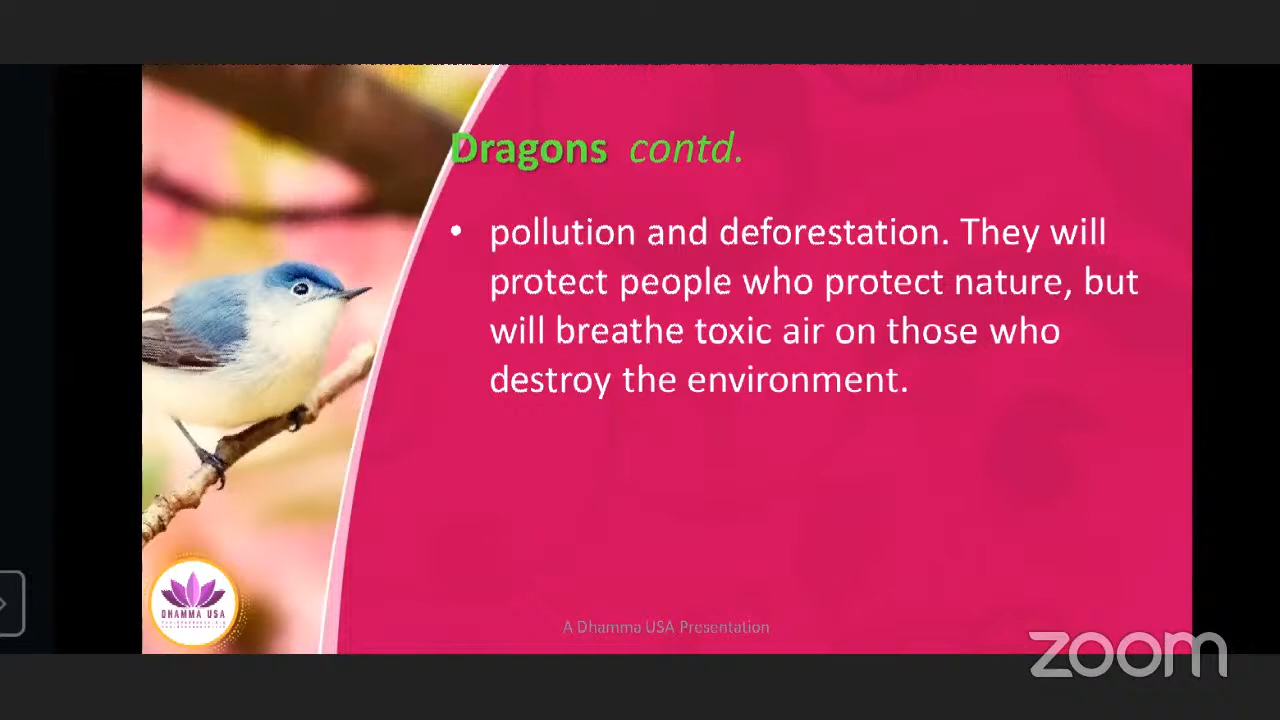 Dragons contd.
• pollution and deforestation. They will
protect people who protect nature, but
will breathe toxic air on those who
destroy the environment.
DHAMMA USA
A Dhamma USA Presentation
zoom